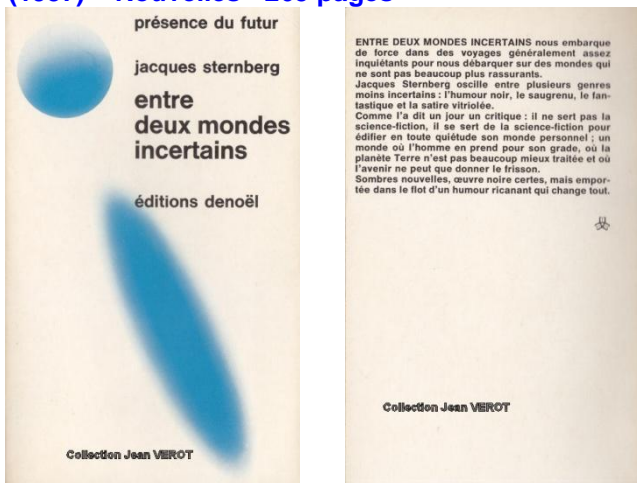 Nouvelles pages
présence du futur
jacques sternberg
entre
deux mondes
incertains
éditions denoël
Collection Jean VEROT
ENTRE DEUX MONDES INCERTAINS nous embarque
de force dans des voyages généralement assez
inquiétants pour nous débarquer sur des mondes qui
ne sont pas beaucoup plus rassurants.
Jacques Sternberg oscille entre plusieurs genres
moins incertains : l'humour noir, le saugrenu, le fan-
tastique et la satire vitriolée.
Comme l'a dit un jour un critique : il ne sert pas la
science-fiction, il se sert de la science-fiction pour
édifier en toute quiétude son monde personnel ; un
monde où l'homme en prend pour son grade, où la
planète Terre n'est pas beaucoup mieux traitée et où
l'avenir ne peut que donner le frisson.
Sombres nouvelles, œuvre noire certes, mais empor-
tée dans le flot d'un humour ricanant qui change tout.
Collection Jean VEROT